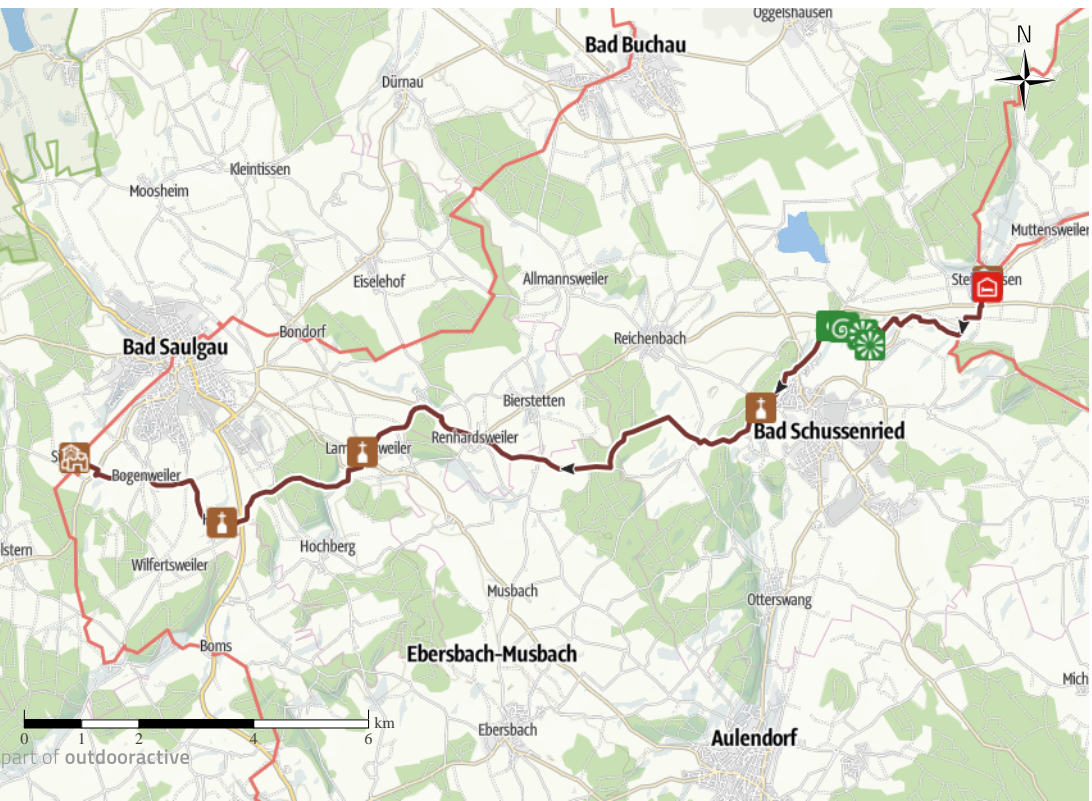 Oggelshausen
N
Bad Buchau
Dürnau
Kleintissen
Moosheim
Muttensweiler
Eiselehof
Allmannsweiler
Bondorf
Reichenbach
Bad Saulgau
Bierstetten
Bad Schussenried
Renhardsweiler
Bogenweiler
Hochberg
Wilfertsweiler
Musbach
Otterswang
Boms
Ebersbach-Musbach
Mich
km
0 1 2 4 6
Ebersbach
Aulendorf
part of outdooractive